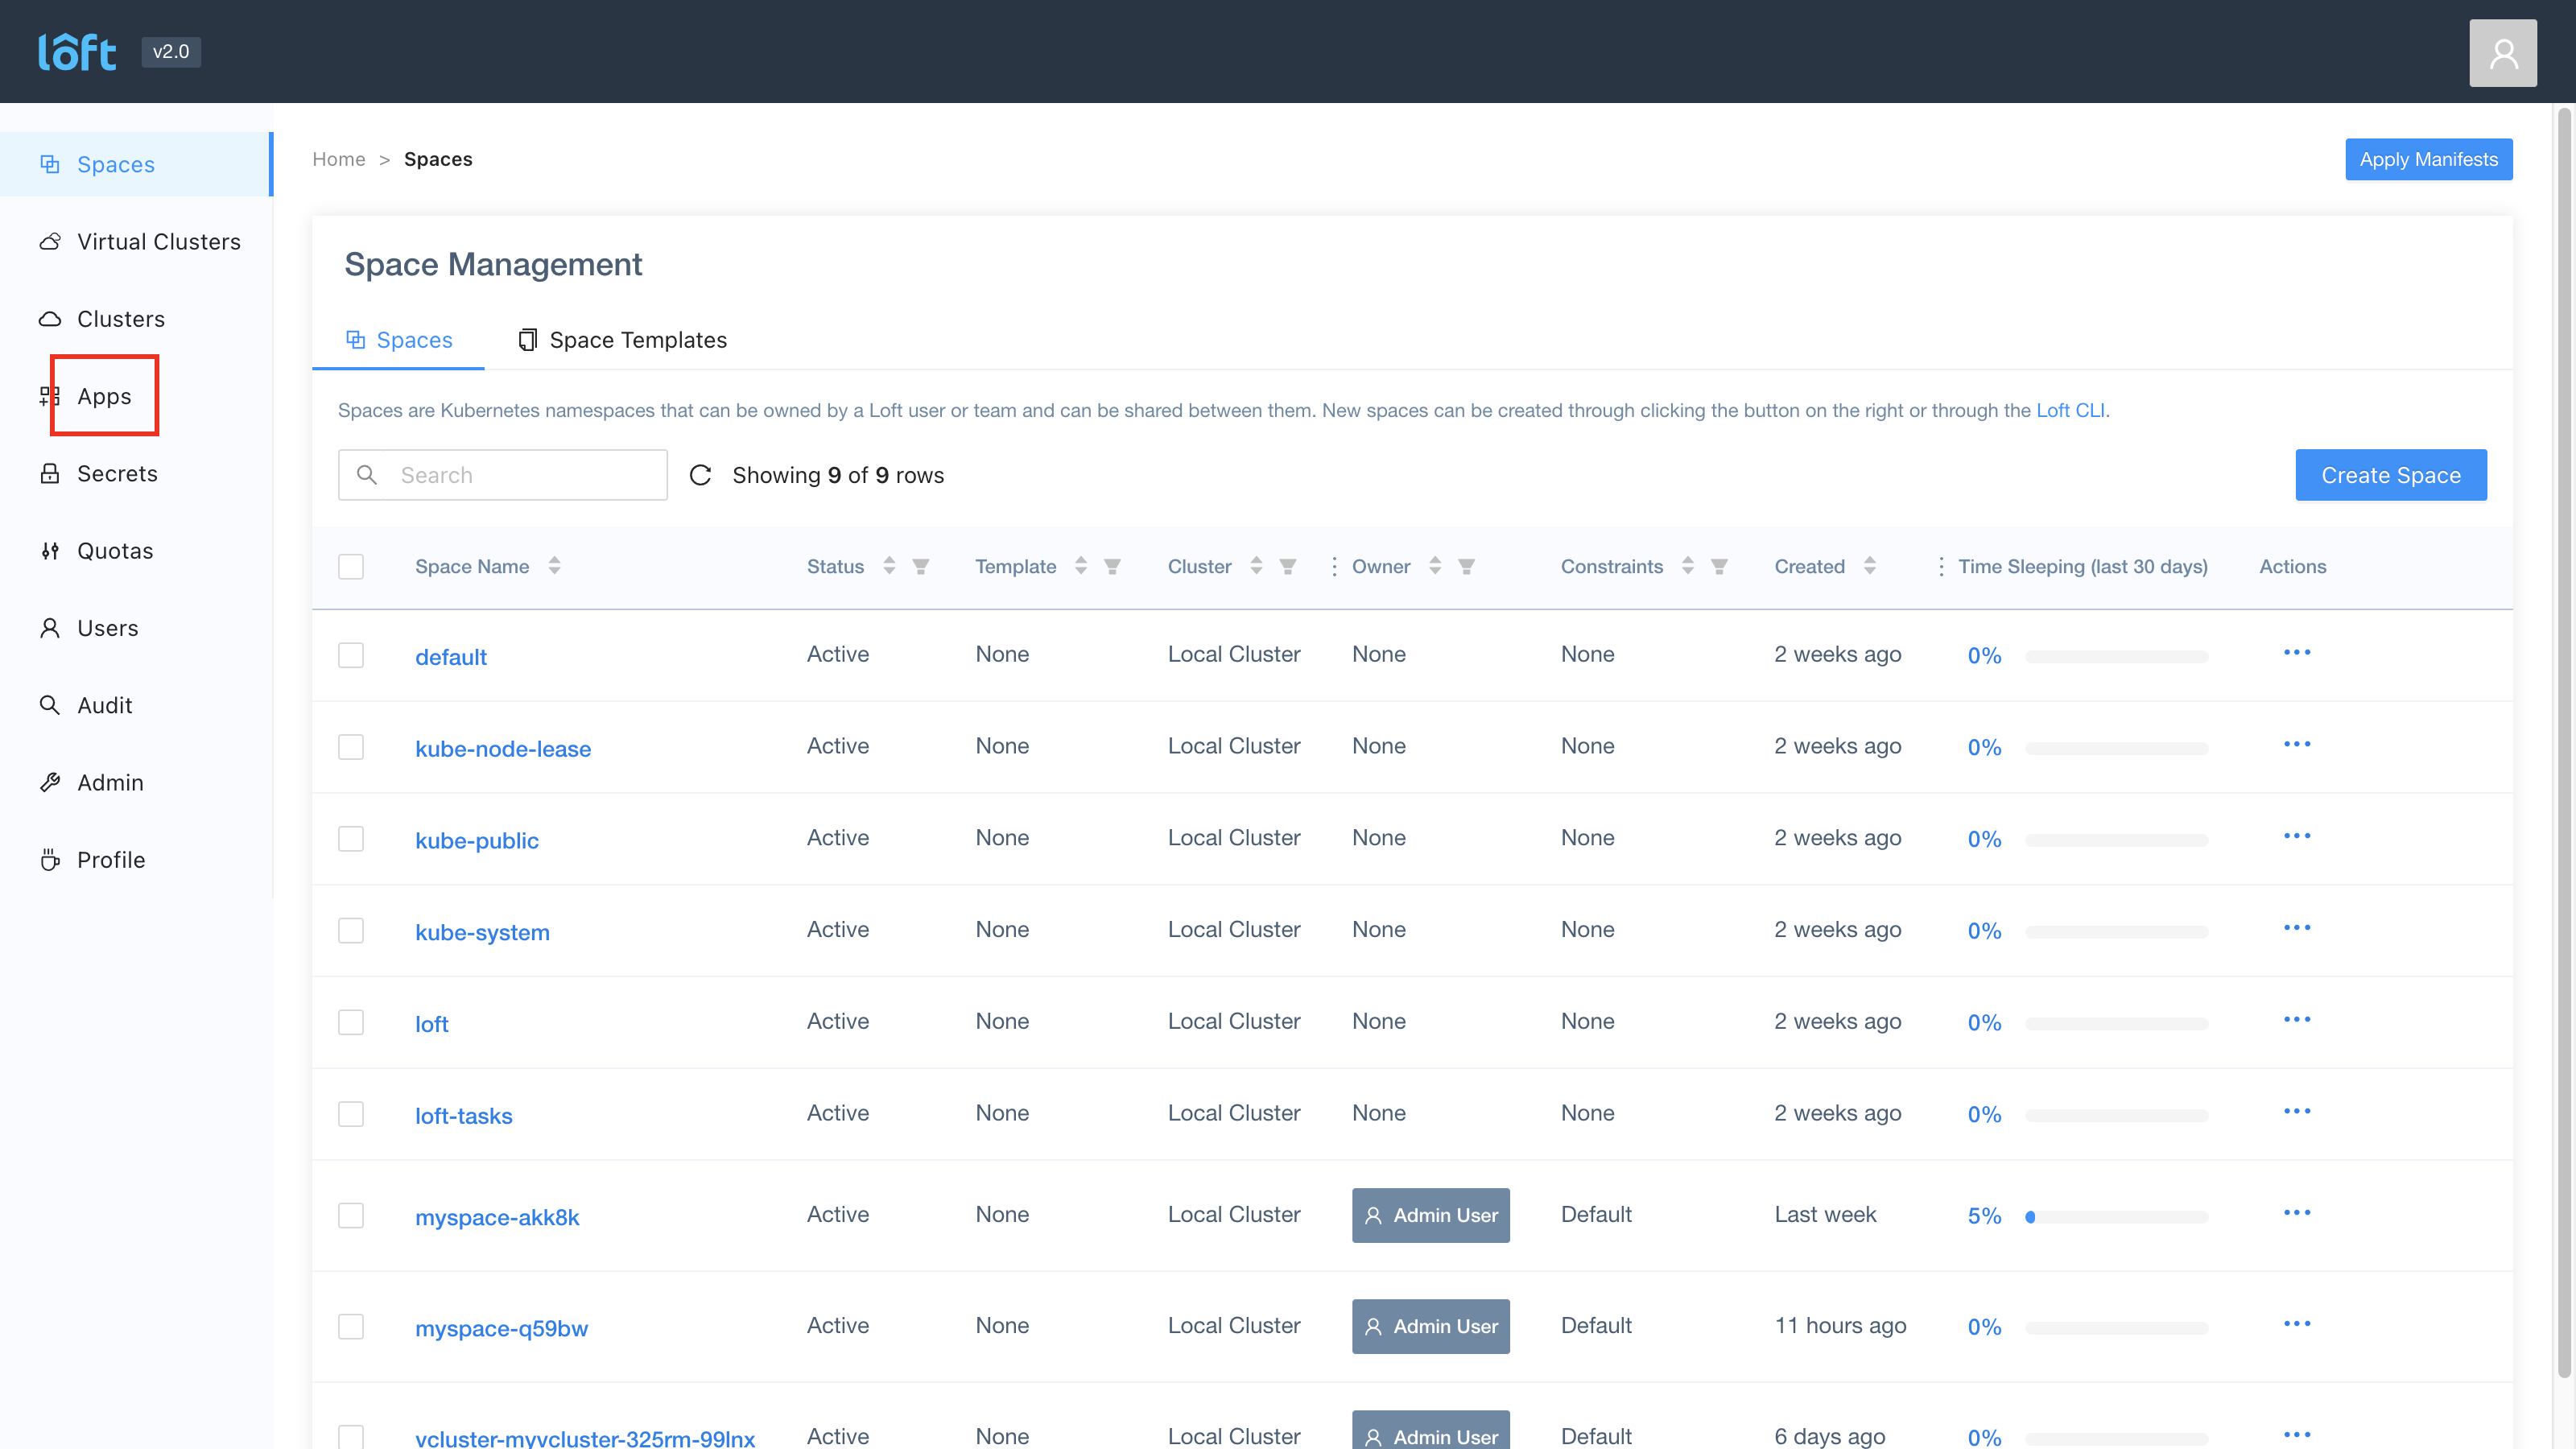 loft v2.0
Spaces
Virtual Clusters
Clusters
Apps
Secrets
Quotas
Users
Audit
Admin
Profile
Home > Spaces
Apply Manifests
Space Management
Spaces Space Templates
Spaces are Kubernetes namespaces that can be owned by a Loft user or team and can be shared between them. New spaces can be created through clicking the button on the right or through the Loft CLI.
Search Showing 9 of 9 rows Create Space
Space Name Status Template Cluster Owner Constraints Created Time Sleeping (last 30 days) Actions
default Active None Local Cluster None None 2 weeks ago 0%
kube-node-lease Active None Local Cluster None None 2 weeks ago 0%
kube-public Active None Local Cluster None None 2 weeks ago 0%
kube-system Active None Local Cluster None None 2 weeks ago 0%
loft Active None Local Cluster None None 2 weeks ago 0%
loft-tasks Active None Local Cluster None None 2 weeks ago 0%
myspace-akk8k Active None Local Cluster Admin User Default Last week 5%
myspace-q59bw Active None Local Cluster Admin User Default 11 hours ago 0%
vcluster-myvcluster-325rm-99lnx Active None Local Cluster Admin User Default 6 days ago 0%